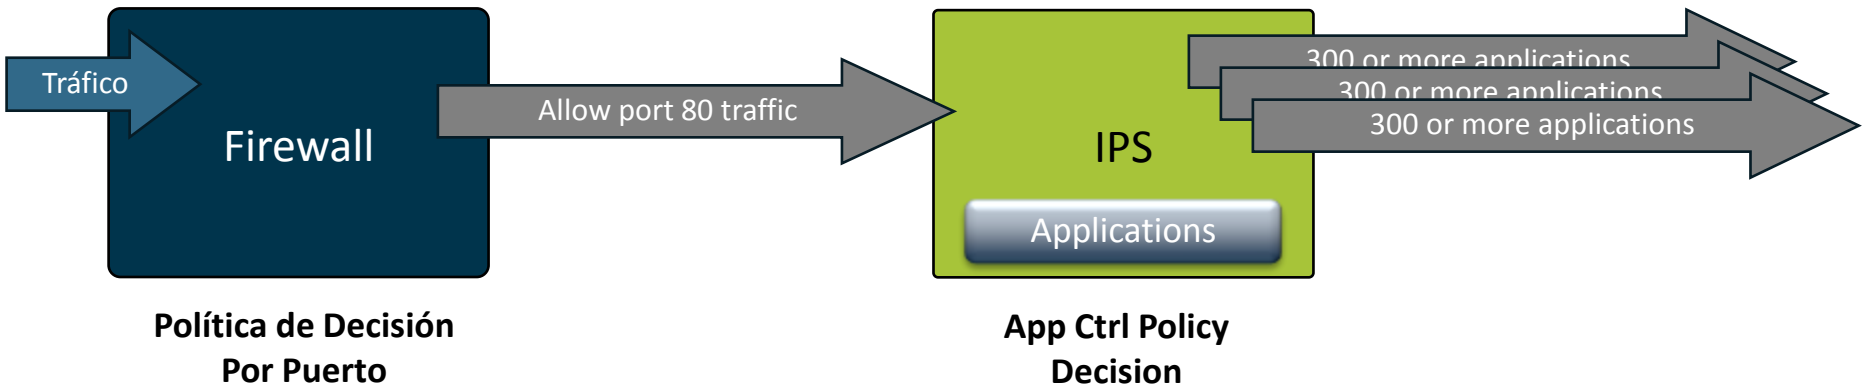 Tráfico
Firewall
Allow port 80 traffic
IPS
Applications
300 or more applications
300 or more applications
300 or more applications
Política de Decisión
Por Puerto
App Ctrl Policy
Decision